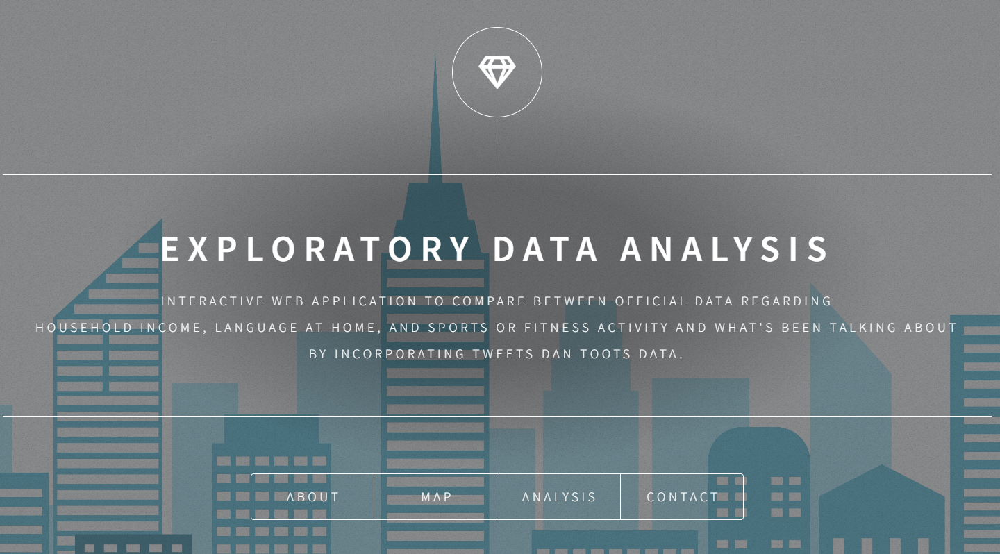 EXPLORATORY DATA ANALYSIS
INTERACTIVE WEB APPLICATION TO COMPARE BETWEEN OFFICIAL DATA REGARDING
HOUSEHOLD INCOME, LANGUAGE AT HOME, AND SPORTS OR FITNESS ACTIVITY AND WHAT'S BEEN TALKING ABOUT
BY INCORPORATING TWEETS DAN TOOTS DATA.
ABOUT MAP ANALYSIS CONTACT